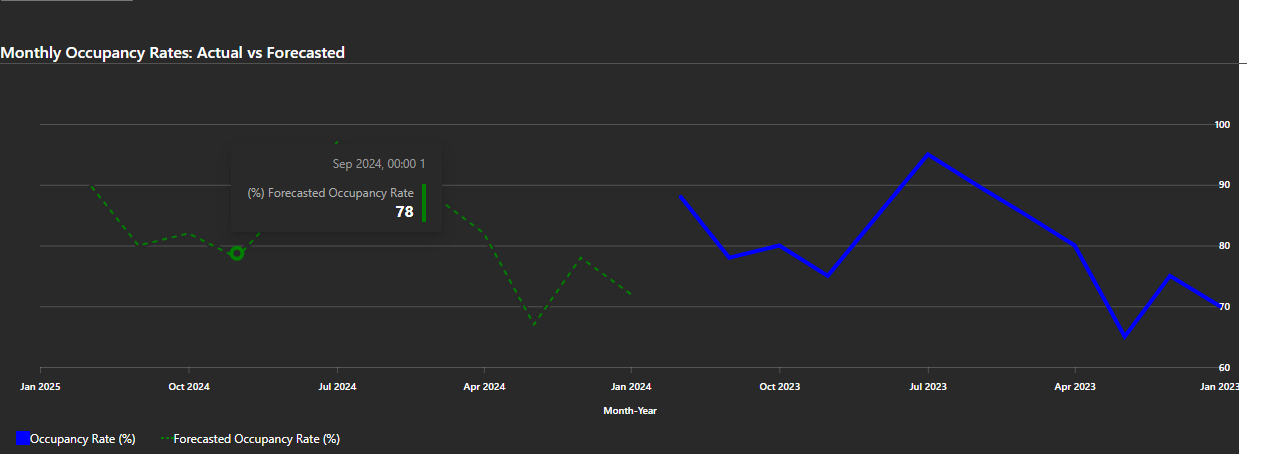 Monthly Occupancy Rates: Actual vs Forecasted
100
90
80
70
60
Sep 2024, 00:00 1
(%) Forecasted Occupancy Rate
78
Jan 2025 Oct 2024 Jul 2024 Apr 2024 Jan 2024 Oct 2023 Jul 2023 Apr 2023 Jan 2023
Month-Year
Occupancy Rate (%) Forecasted Occupancy Rate (%)